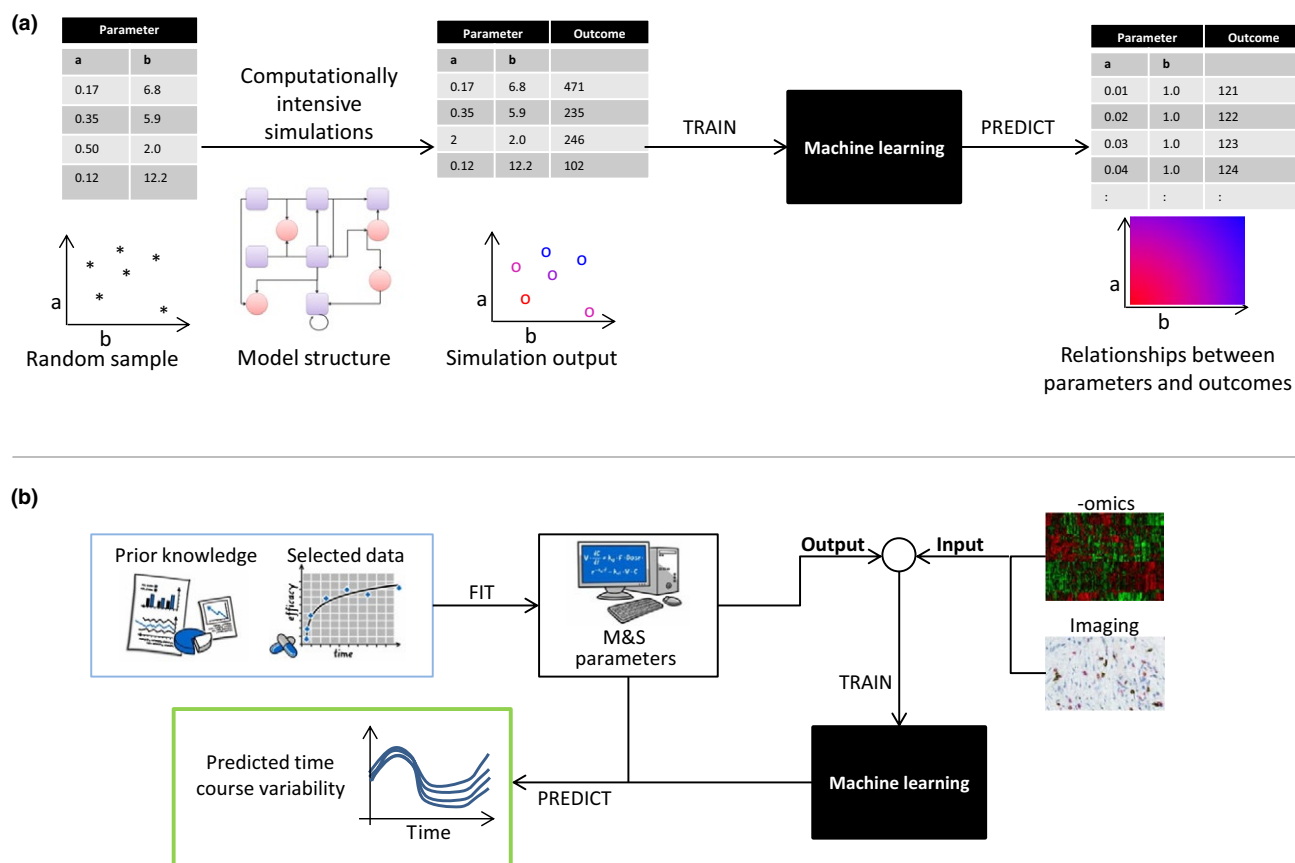 (a)
Parameter
a b
0.17 6.8
0.35 5.9
0.50 2.0
0.12 12.2
Computationally
intensive
simulations
Parameter Outcome
a b
0.17 6.8 471
0.35 5.9 235
2 2.0 246
0.12 12.2 102
TRAIN
Machine learning
PREDICT
Parameter Outcome
a b
0.01 1.0 121
0.02 1.0 122
0.03 1.0 123
0.04 1.0 124
: : :
a
b
Random sample
Model structure
a
b
Simulation output
a
b
Relationships between
parameters and outcomes
(b)
Prior knowledge
Selected data
efficacy
time
FIT
M&S
parameters
Output
Input
-omics
Imaging
TRAIN
Machine learning
PREDICT
Predicted time
course variability
Time